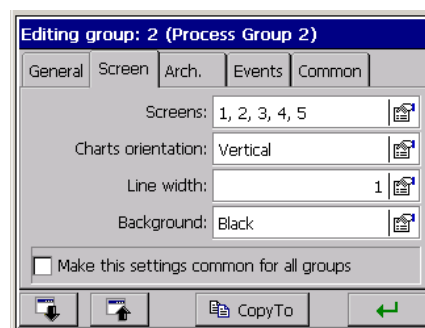 Editing group: 2 (Process Group 2)
General Screen Arch. Events Common
Screens: 1, 2, 3, 4, 5
Charts orientation: Vertical
Line width: 1
Background: Black
Make this settings common for all groups
CopyTo